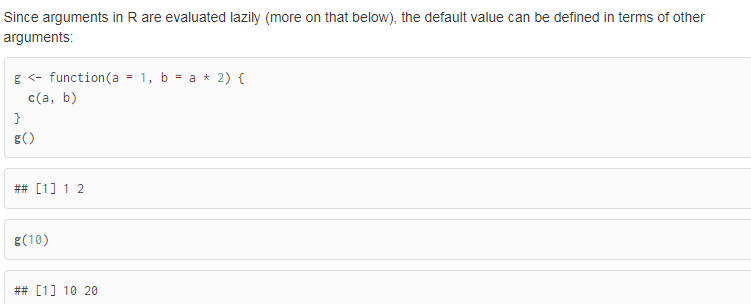 Since arguments in R are evaluated lazily (more on that below), the default value can be defined in terms of other
arguments:
g <- function(a = 1, b = a * 2) {
  c(a, b)
}
g()
## [1] 1 2
g(10)
## [1] 10 20